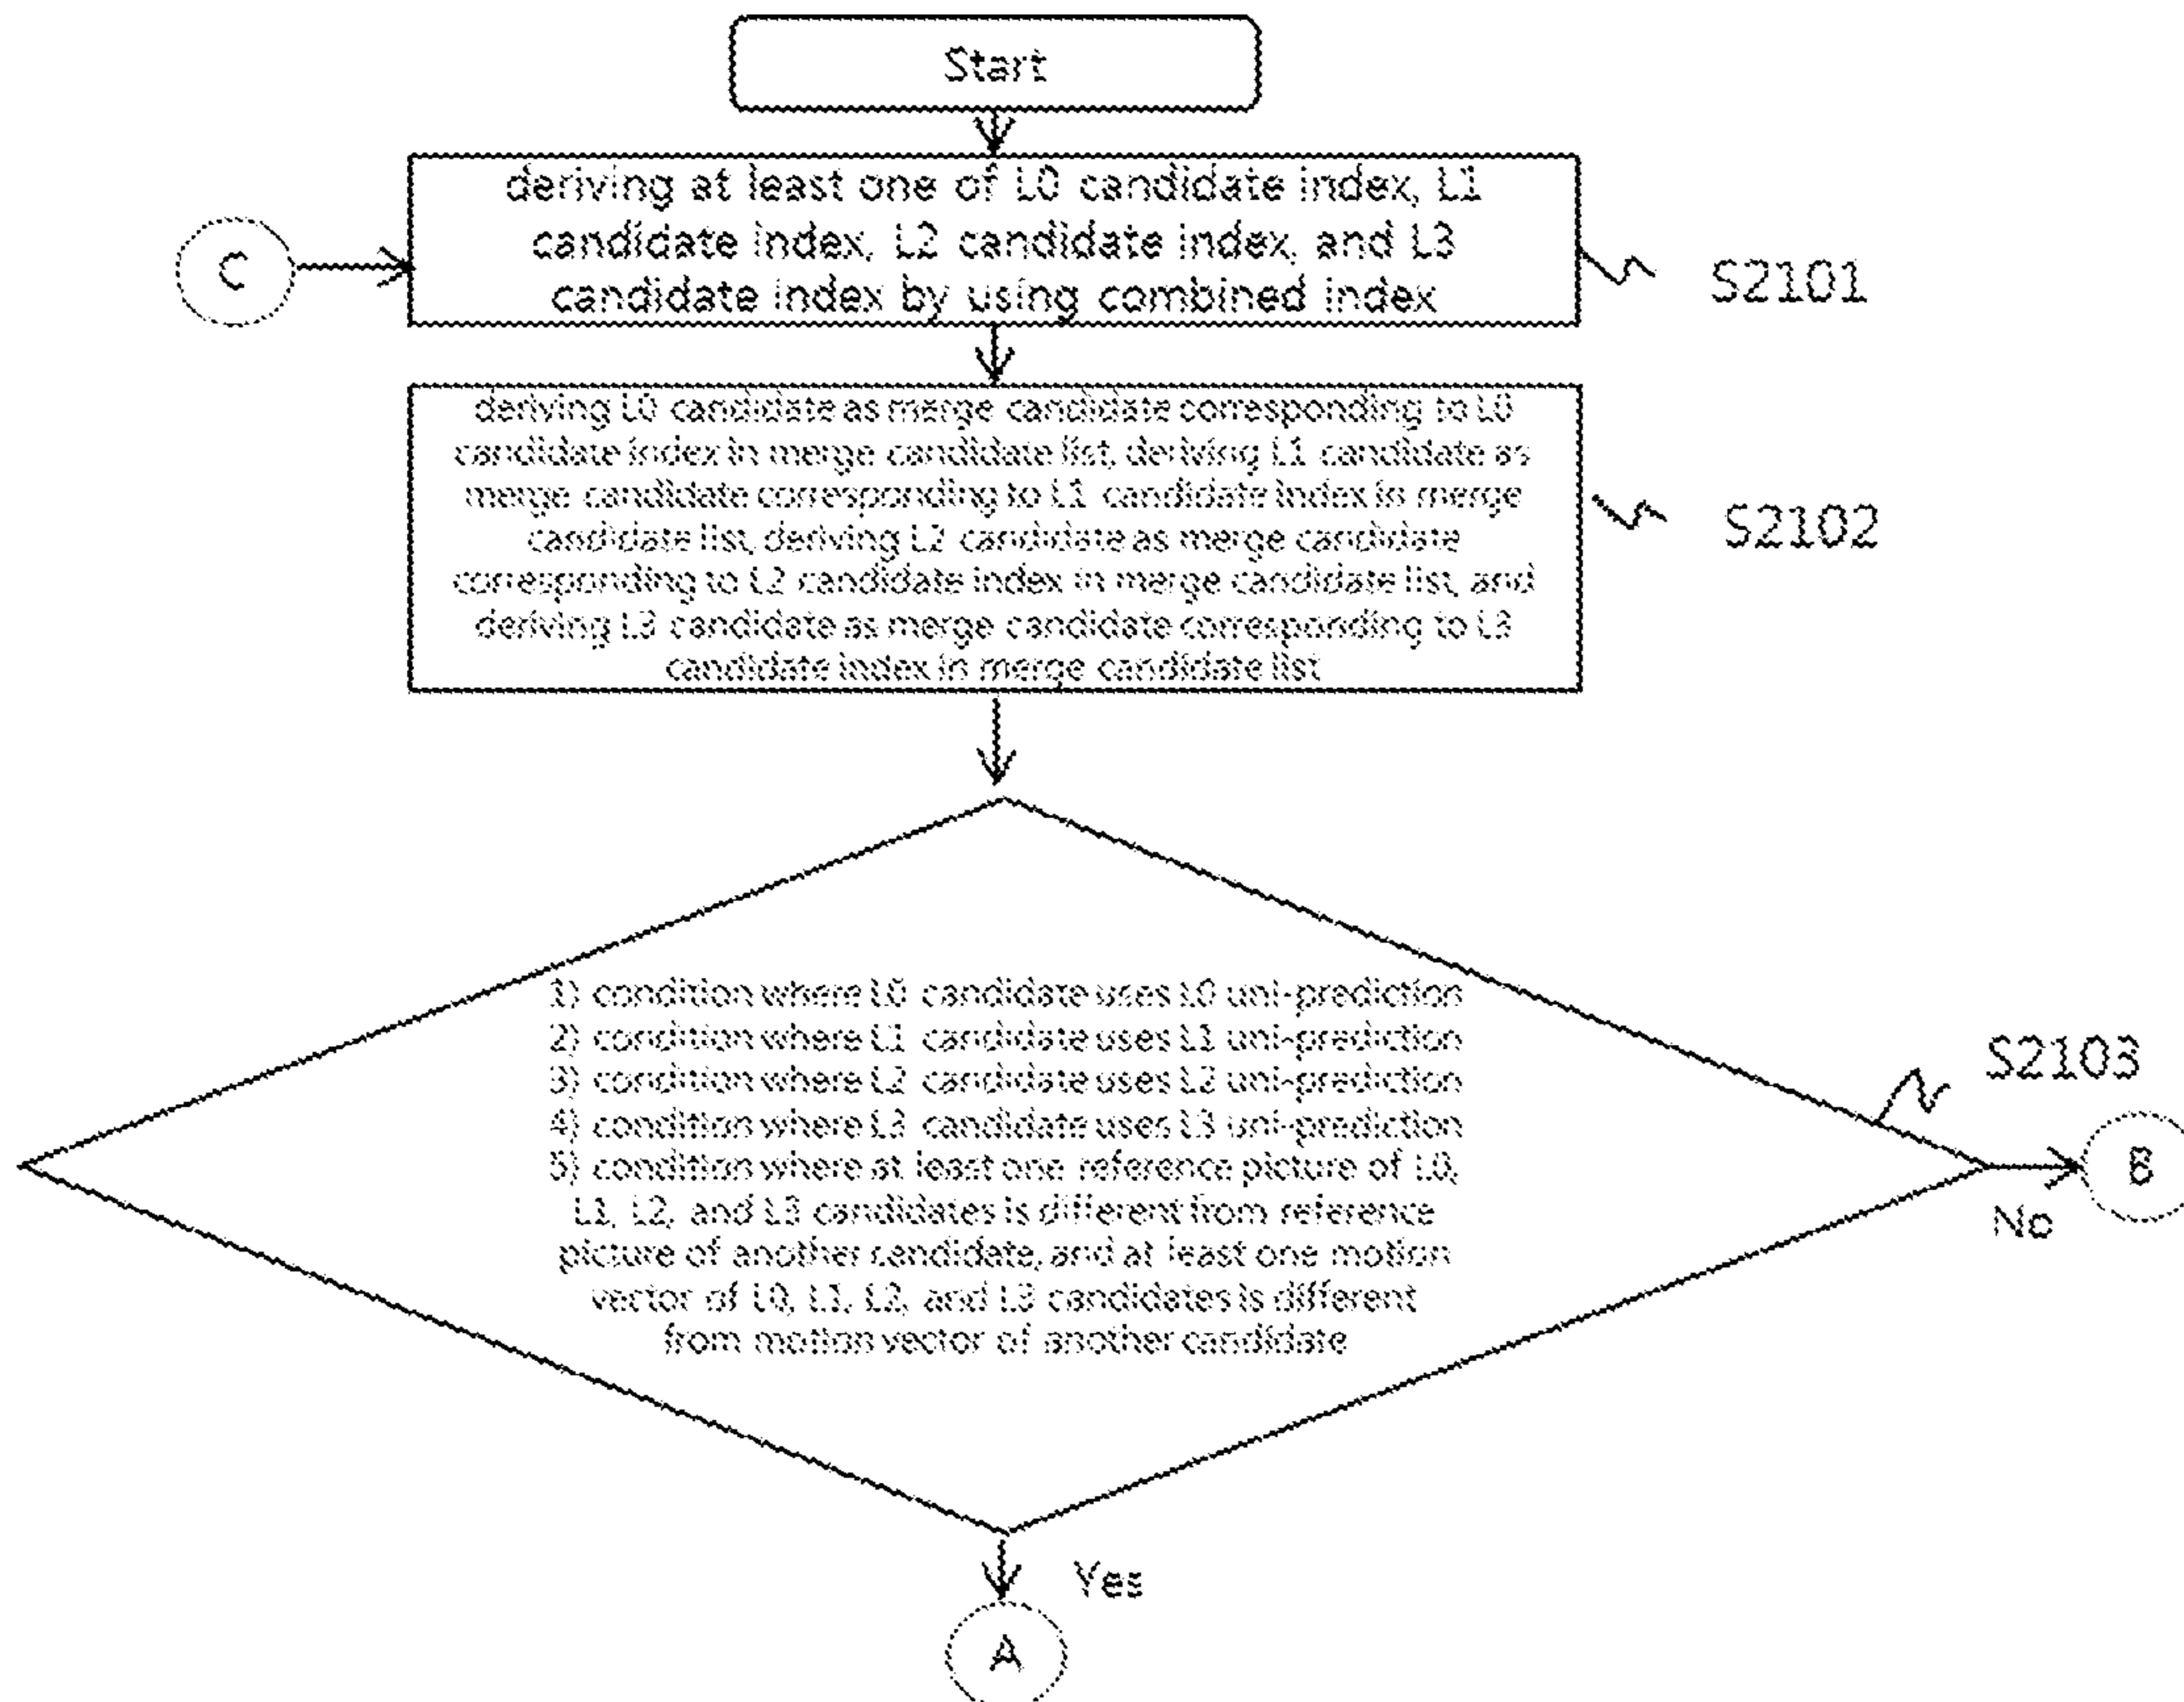 Start
deriving at least one of L0 candidate index, L1
candidate index, L2 candidate index, and L3
candidate index by using combined index
C
S2101
deriving L0 candidate as merge candidate corresponding to L0
candidate index in merge candidate list, deriving L1 candidate as
merge candidate corresponding to L1 candidate index in merge
candidate list, deriving L2 candidate as merge candidate
corresponding to L2 candidate index in merge candidate list, and
deriving L3 candidate as merge candidate corresponding to L3
candidate index in merge candidate list
S2102
1) condition where L0 candidate uses L0 uni-prediction
2) condition where L1 candidate uses L1 uni-prediction
3) condition where L2 candidate uses L2 uni-prediction
4) condition where L3 candidate uses L3 uni-prediction
5) condition where at least one reference picture of L0,
L1, L2, and L3 candidates is different from reference
picture of another candidate, and at least one motion
vector of L0, L1, L2, and L3 candidates is different
from motion vector of another candidate
S2103
B
No
Yes
A